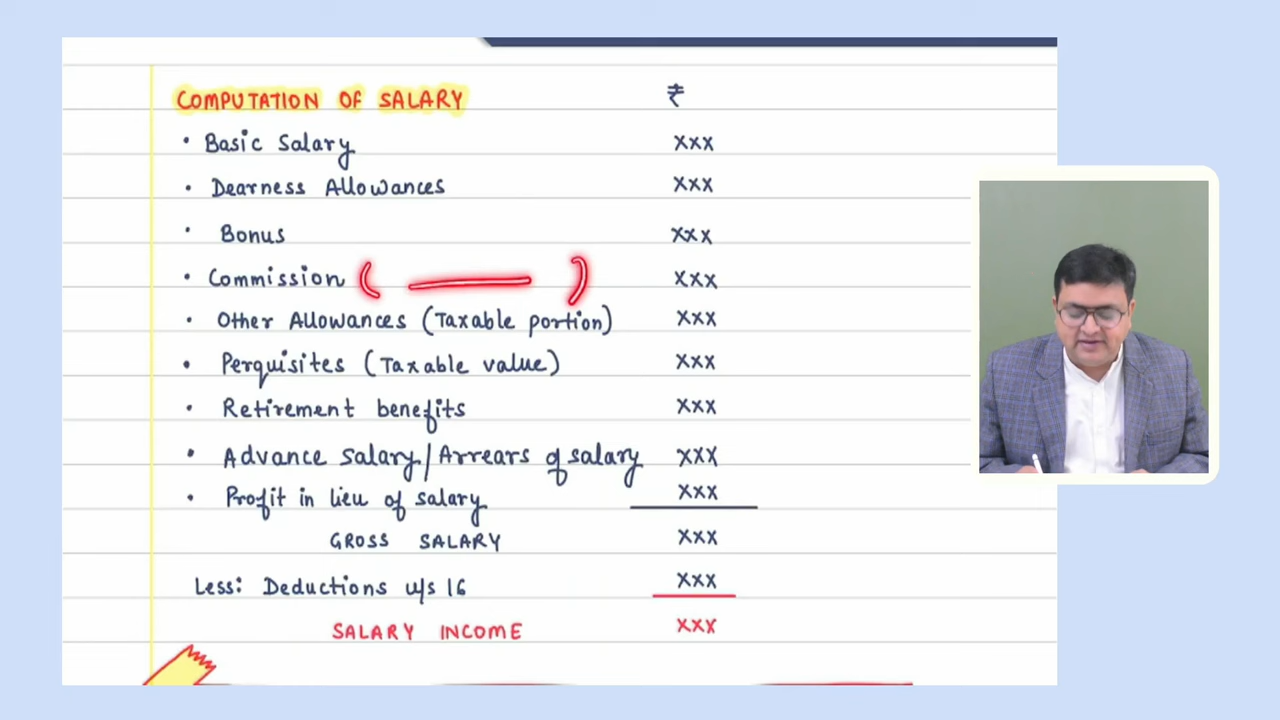 COMPUTATION OF SALARY ₹
• Basic Salary XXX
• Dearness Allowances XXX
• Bonus XXX
• Commission ( ) XXX
• Other Allowances (Taxable portion) XXX
• Perquisites (Taxable value) XXX
• Retirement benefits XXX
• Advance salary/Arrears of salary XXX
• Profit in lieu of salary XXX
GROSS SALARY XXX
Less: Deductions u/s 16 XXX
SALARY INCOME XXX